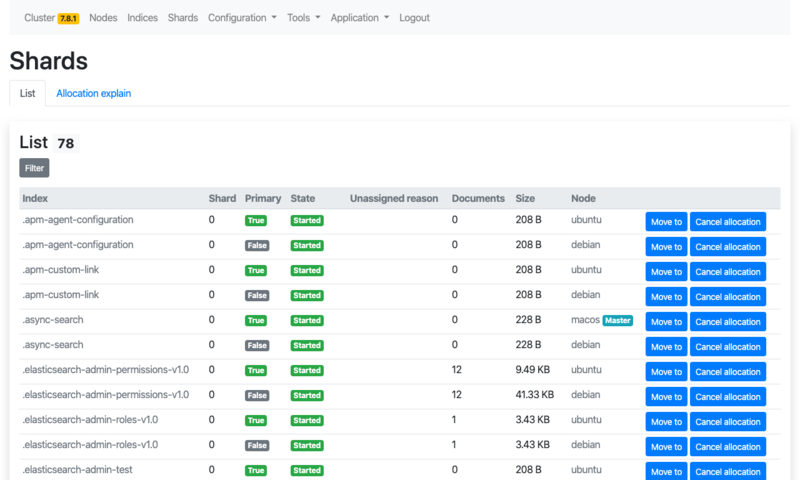 Cluster 7.8.1 Nodes Indices Shards Configuration Tools Application Logout
Shards
List Allocation explain
List 78
Filter
Index Shard Primary State Unassigned reason Documents Size Node
.apm-agent-configuration 0 True Started 0 208 B ubuntu Move to Cancel allocation
.apm-agent-configuration 0 False Started 0 208 B debian Move to Cancel allocation
.apm-custom-link 0 True Started 0 208 B ubuntu Move to Cancel allocation
.apm-custom-link 0 False Started 0 208 B debian Move to Cancel allocation
.async-search 0 True Started 0 228 B macos Master Move to Cancel allocation
.async-search 0 False Started 0 228 B debian Move to Cancel allocation
.elasticsearch-admin-permissions-v1.0 0 True Started 12 9.49 KB ubuntu Move to Cancel allocation
.elasticsearch-admin-permissions-v1.0 0 False Started 12 41.33 KB debian Move to Cancel allocation
.elasticsearch-admin-roles-v1.0 0 True Started 1 3.43 KB ubuntu Move to Cancel allocation
.elasticsearch-admin-roles-v1.0 0 False Started 1 3.43 KB debian Move to Cancel allocation
.elasticsearch-admin-test 0 True Started 0 208 B ubuntu Move to Cancel allocation